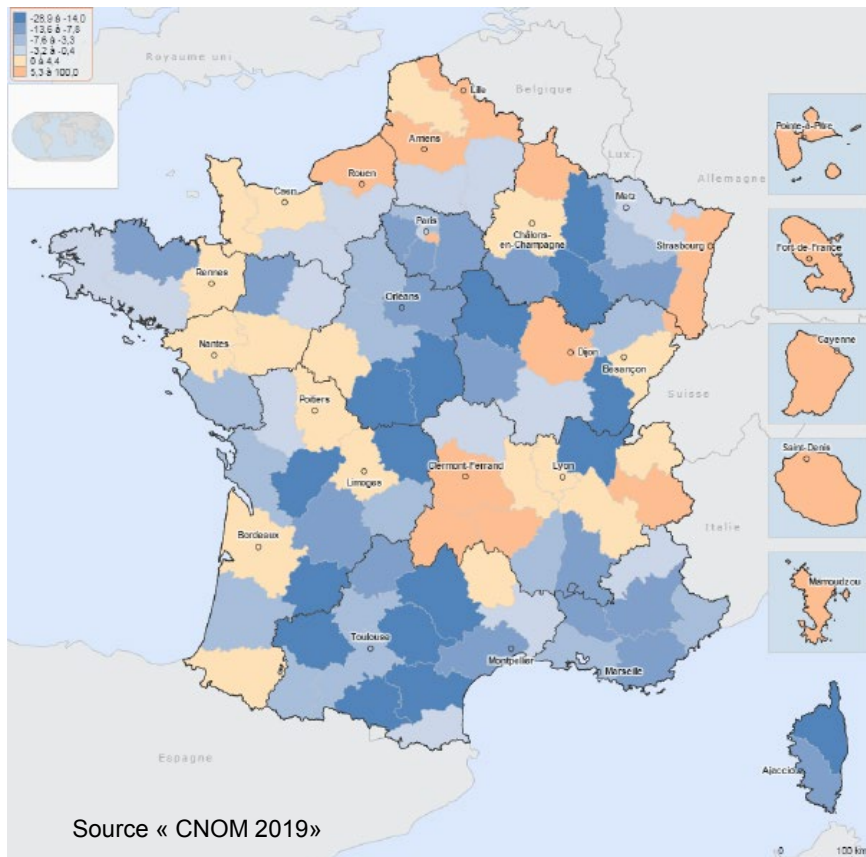 -28,9 à -14,0
-13,6 à -7,8
-7,6 à -3,3
-3,2 à -0,4
0 à 4,4
5,3 à 100,0
Royaume uni
Belgique
Lille
Amiens
Lux.
Allemagne
Pointe-à-Pitre
Rouen
Caen
Metz
Paris
Châlons-
en-Champagne
Strasbourg
Fort-de-France
Rennes
Orléans
Nantes
Dijon
Besançon
Cayenne
Suisse
Poitiers
Saint-Denis
Limoges
Clermont-Ferrand
Lyon
Italie
Bordeaux
Mamoudzou
Toulouse
Montpellier
Marseille
Espagne
Ajaccio
Source « CNOM 2019»
0 100 km